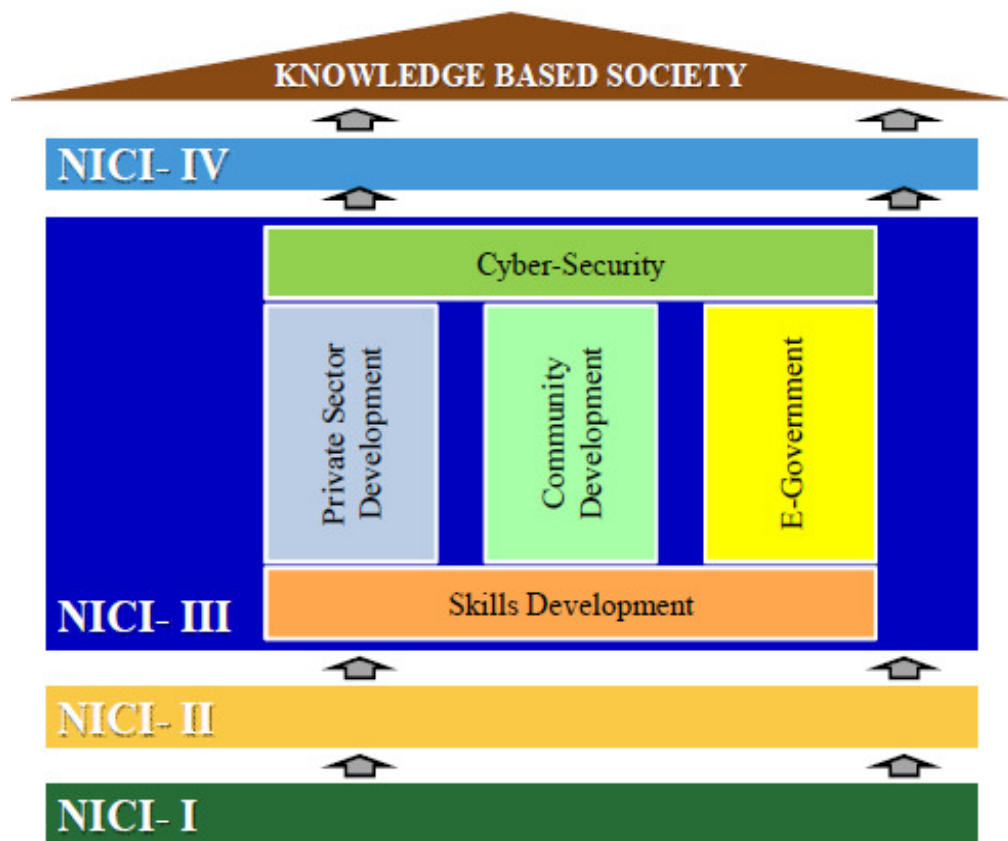 KNOWLEDGE BASED SOCIETY
NICI- IV
Cyber-Security
Private Sector
Development
Community
Development
E-Government
Skills Development
NICI- III
NICI- II
NICI- I